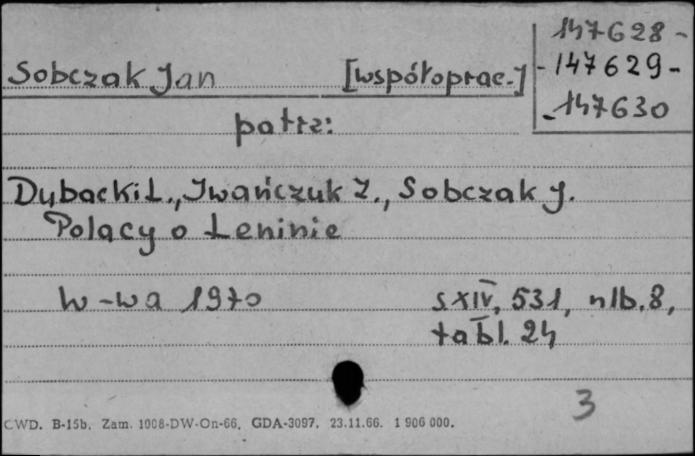 147628-
Sobczak Jan [współoprac.] -147629-
-147630
patrz:
Dubacki L., Iwańczuk Z., Sobczak J.
Polacy o Leninie
W-wa 1970 s. XIV, 531, nlb. 8,
tabl. 24
3
CWD. B-15b. Zam. 1008-DW-On-66. GDA-3097. 23.11.66. 1 906 000.